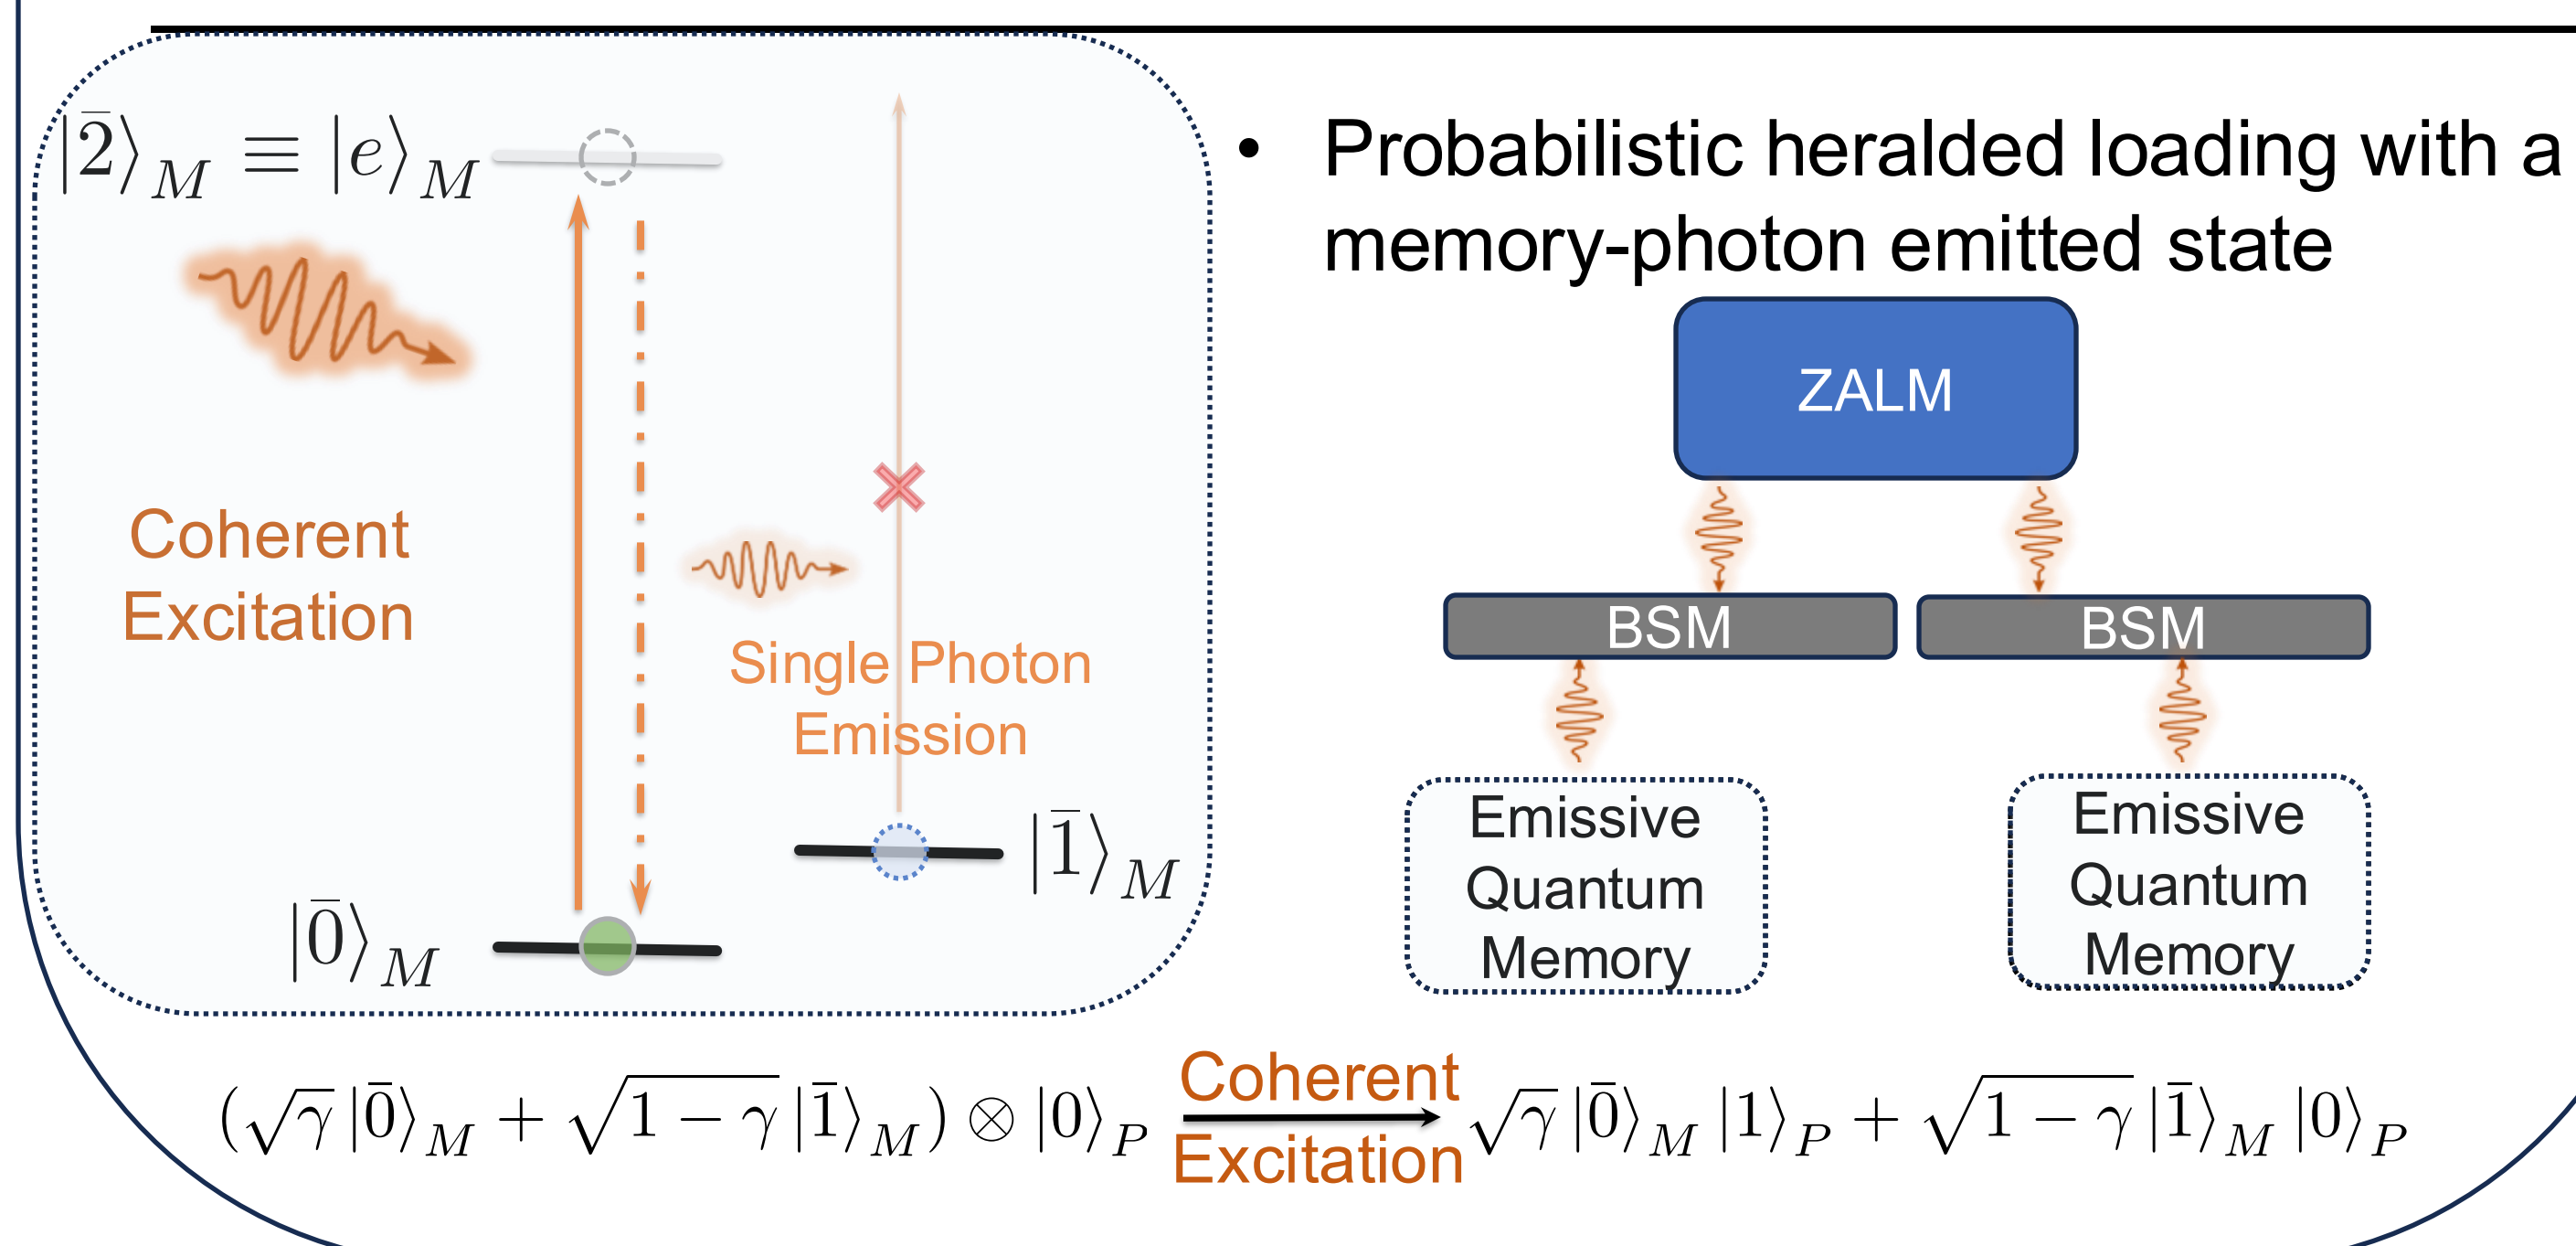 |2̄⟩_M ≡ |e⟩_M
Coherent
Excitation
Single Photon
Emission
|1̄⟩_M
|0̄⟩_M
• Probabilistic heralded loading with a
memory-photon emitted state
ZALM
BSM
BSM
Emissive
Quantum
Memory
Emissive
Quantum
Memory
(√γ |0̄⟩_M + √(1 − γ) |1̄⟩_M) ⊗ |0⟩_P
Coherent
Excitation
√γ |0̄⟩_M |1⟩_P + √(1 − γ) |1̄⟩_M |0⟩_P